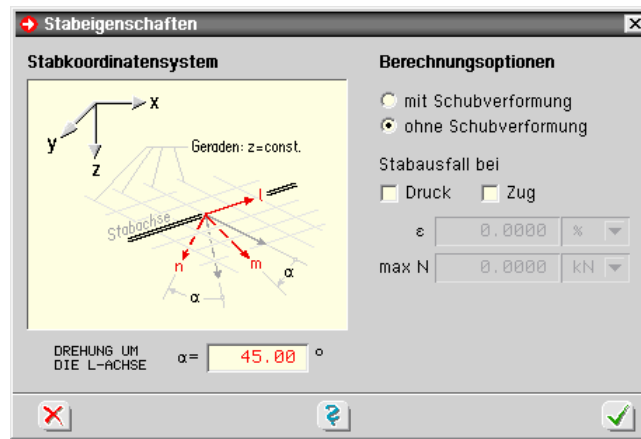 Stabeigenschaften
Stabkoordinatensystem
x
y
z
Geraden: z=const.
Stabachse
l
n
m
α
α
DREHUNG UM
DIE L-ACHSE
α= 45.00 °
Berechnungsoptionen
mit Schubverformung
ohne Schubverformung
Stabausfall bei
Druck Zug
ε 0.0000 %
max N 0.0000 kN